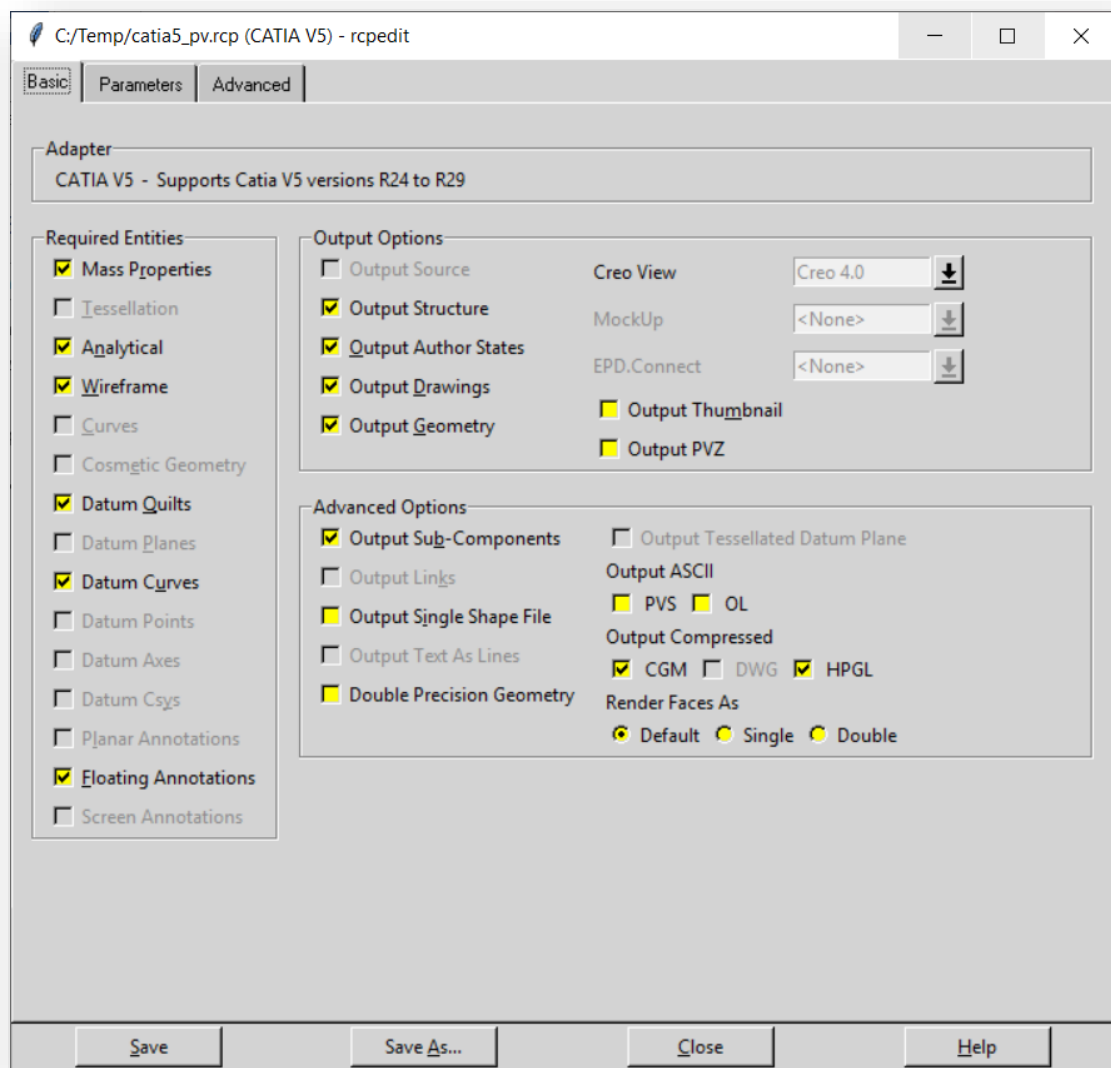 C:/Temp/catia5_pv.rcp (CATIA V5) - rcpedit
Basic Parameters Advanced
Adapter
CATIA V5 - Supports Catia V5 versions R24 to R29
Required Entities
Mass Properties
Tessellation
Analytical
Wireframe
Curves
Cosmetic Geometry
Datum Quilts
Datum Planes
Datum Curves
Datum Points
Datum Axes
Datum Csys
Planar Annotations
Floating Annotations
Screen Annotations
Output Options
Output Source
Output Structure
Output Author States
Output Drawings
Output Geometry
Creo View Creo 4.0
MockUp <None>
EPD.Connect <None>
Output Thumbnail
Output PVZ
Advanced Options
Output Sub-Components
Output Links
Output Single Shape File
Output Text As Lines
Double Precision Geometry
Output Tessellated Datum Plane
Output ASCII
PVS OL
Output Compressed
CGM DWG HPGL
Render Faces As
Default Single Double
Save Save As... Close Help